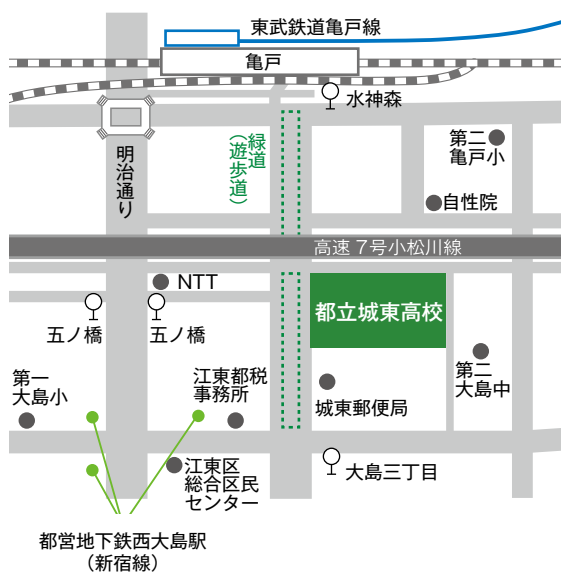 東武鉄道亀戸線
亀戸
水神森
第二
亀戸小
緑道
(遊歩道)
明治通り
自性院
高速7号小松川線
NTT
五ノ橋
五ノ橋
都立城東高校
第一
大島小
江東都税
事務所
城東郵便局
第二
大島中
江東区
総合区民
センター
大島三丁目
都営地下鉄西大島駅
(新宿線)